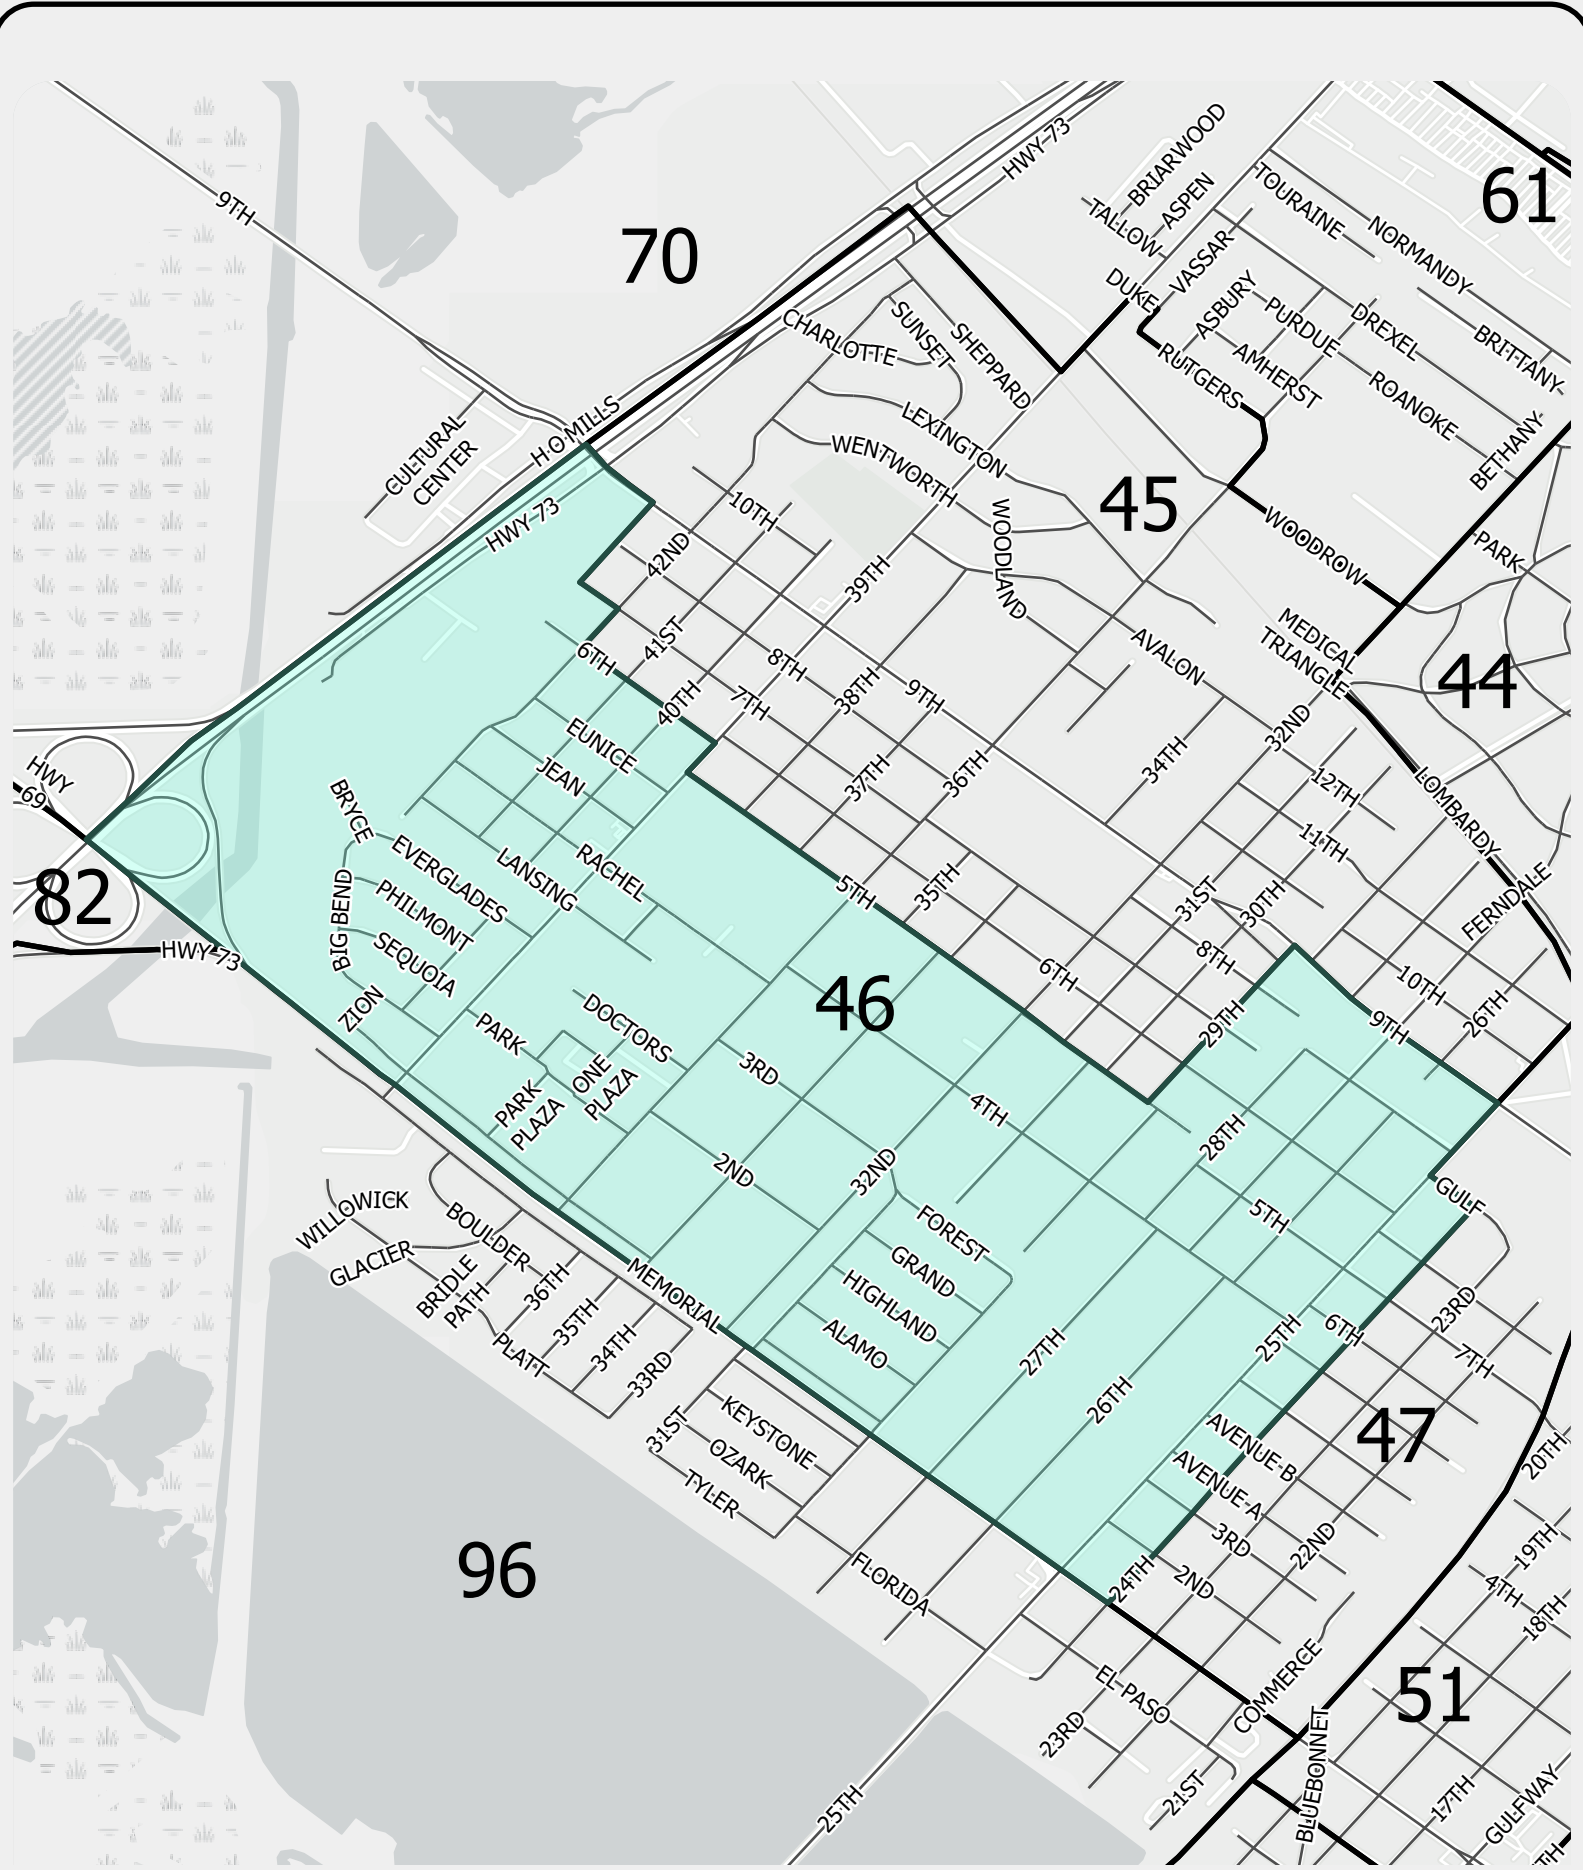 9TH
HWY 73
BRIARWOOD
TALLOW
ASPEN
TOURAINE
61
NORMANDY
70
DUKE
VASSAR
ASBURY
PURDUE
DREXEL
BRITTANY
CHARLOTTE
SUNSET
SHEPPARD
RUTGERS
AMHERST
ROANOKE
CULTURAL
CENTER
H O MILLS
HWY 73
LEXINGTON
WENTWORTH
BETHANY
10TH
45
WOODLAND
WOODROW
PARK
42ND
39TH
MEDICAL
TRIANGLE
44
6TH
41ST
8TH
AVALON
40TH
7TH
38TH
9TH
32ND
EUNICE
JEAN
37TH
36TH
34TH
12TH
LOMBARDY
HWY
69
BRYCE
EVERGLADES
LANSING
RACHEL
11TH
82
BIG BEND
PHILMONT
5TH
35TH
31ST
30TH
FERNDALE
HWY 73
SEQUOIA
46
6TH
8TH
10TH
26TH
ZION
PARK
DOCTORS
29TH
9TH
PARK
PLAZA
ONE
PLAZA
3RD
4TH
28TH
WILLOWICK
BOULDER
2ND
32ND
GULF
GLACIER
FOREST
5TH
BRIDLE
PATH
36TH
MEMORIAL
GRAND
HIGHLAND
23RD
PLATT
35TH
34TH
33RD
ALAMO
27TH
25TH
6TH
7TH
31ST
KEYSTONE
26TH
AVENUE B
47
OZARK
TYLER
AVENUE A
20TH
96
3RD
22ND
19TH
FLORIDA
24TH
2ND
4TH
18TH
EL PASO
COMMERCE
51
23RD
25TH
21ST
BLUEBONNET
17TH
GULFWAY
TH